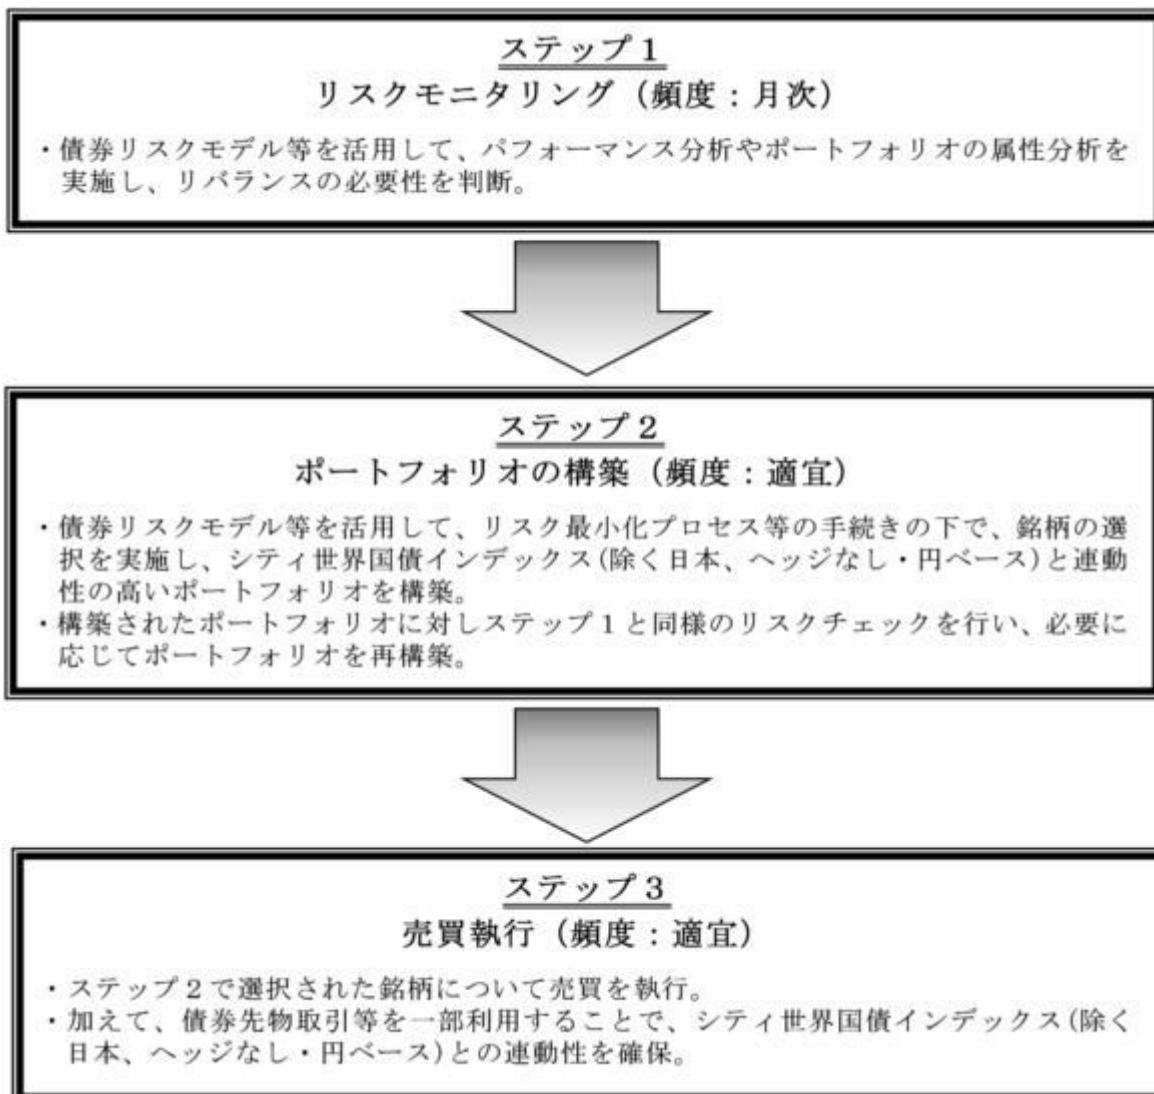 ステップ1
リスクモニタリング（頻度：月次）
・債券リスクモデル等を活用して、パフォーマンス分析やポートフォリオの属性分析を
実施し、リバランスの必要性を判断。
ステップ2
ポートフォリオの構築（頻度：適宜）
・債券リスクモデル等を活用して、リスク最小化プロセス等の手続きの下で、銘柄の選
択を実施し、シティ世界国債インデックス(除く日本、ヘッジなし・円ベース)と連動
性の高いポートフォリオを構築。
・構築されたポートフォリオに対しステップ1と同様のリスクチェックを行い、必要に
応じてポートフォリオを再構築。
ステップ3
売買執行（頻度：適宜）
・ステップ2で選択された銘柄について売買を執行。
・加えて、債券先物取引等を一部利用することで、シティ世界国債インデックス(除く
日本、ヘッジなし・円ベース)との連動性を確保。